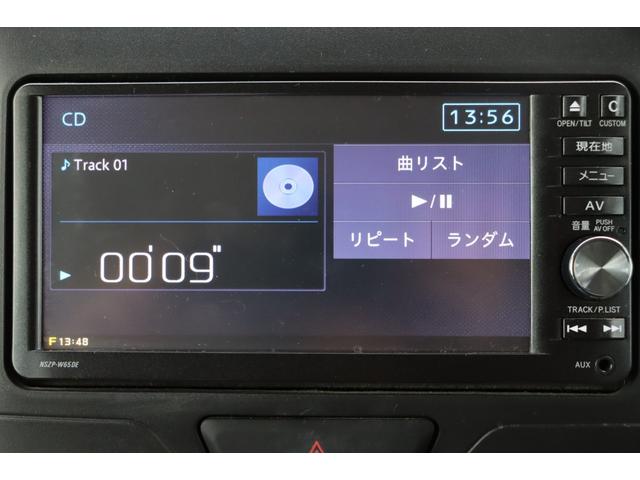 CD
13:56
♪Track 01
00'09"
曲リスト
▶/❚❚
リピート
ランダム
F 13:48
NSZP-W65DE
OPEN/TILT
C
CUSTOM
現在地
メニュー
AV
音量 PUSH AV OFF
TRACK/P.LIST
AUX